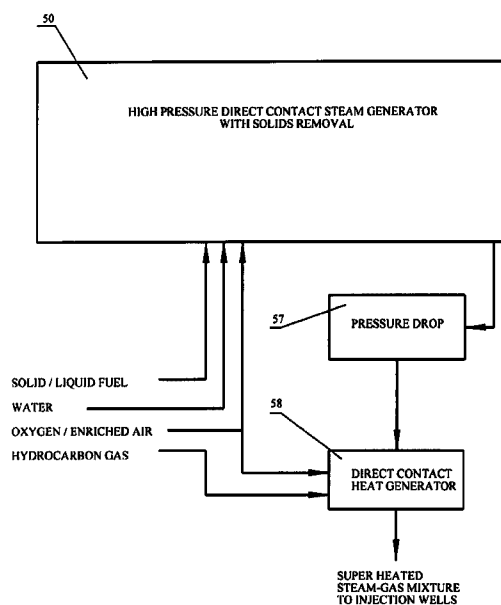 50
HIGH PRESSURE DIRECT CONTACT STEAM GENERATOR
WITH SOLIDS REMOVAL
57
PRESSURE DROP
SOLID / LIQUID FUEL
WATER
OXYGEN / ENRICHED AIR
HYDROCARBON GAS
58
DIRECT CONTACT
HEAT GENERATOR
SUPER HEATED
STEAM-GAS MIXTURE
TO INJECTION WELLS